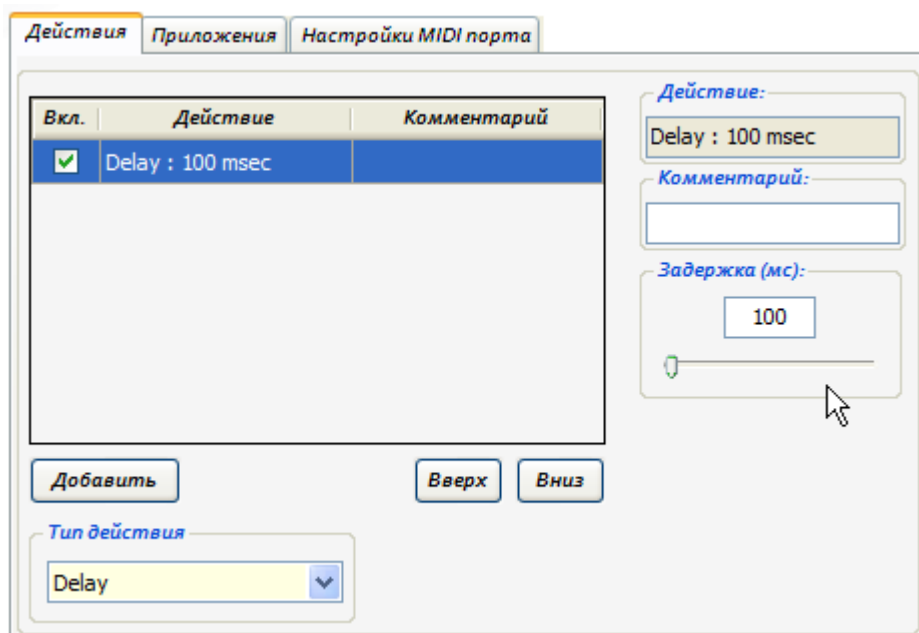 Действия Приложения Настройки MIDI порта
Вкл. Действие Комментарий
Delay : 100 msec
Действие:
Delay : 100 msec
Комментарий:
Задержка (мс):
100
Добавить Вверх Вниз
Тип действия
Delay